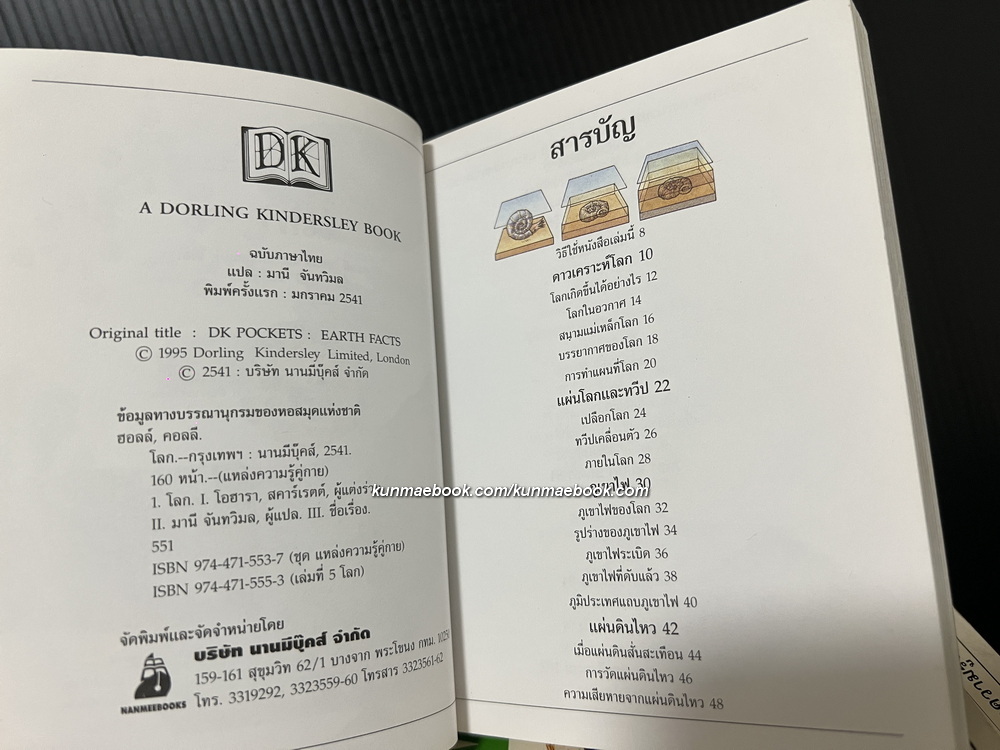 DK
A DORLING KINDERSLEY BOOK
ฉบับภาษาไทย
แปล : มานี จันทวิมล
พิมพ์ครั้งแรก : มกราคม 2541
Original title : DK POCKETS : EARTH FACTS
© 1995 Dorling Kindersley Limited, London
© 2541 : บริษัท นานมีบุ๊คส์ จำกัด
ข้อมูลทางบรรณานุกรมของหอสมุดแห่งชาติ
ฮอลล์, คอลลี.
โลก.--กรุงเทพฯ : นานมีบุ๊คส์, 2541.
160 หน้า.--(แหล่งความรู้คู่กาย)
1. โลก. I. โอฮารา, สคาร์เรตต์, ผู้แต่งร่วม
II. มานี จันทวิมล, ผู้แปล. III. ชื่อเรื่อง.
551
ISBN 974-471-553-7 (ชุด แหล่งความรู้คู่กาย)
ISBN 974-471-555-3 (เล่มที่ 5 โลก)
จัดพิมพ์และจัดจำหน่ายโดย
บริษัท นานมีบุ๊คส์ จำกัด
159-161 สุขุมวิท 62/1 บางจาก พระโขนง กทม. 10250
โทร. 3319292, 3323559-60 โทรสาร 3323561-62
NANMEEBOOKS
สารบัญ
วิธีใช้หนังสือเล่มนี้ 8
ดาวเคราะห์โลก 10
โลกเกิดขึ้นได้อย่างไร 12
โลกในอวกาศ 14
สนามแม่เหล็กโลก 16
บรรยากาศของโลก 18
การทำแผนที่โลก 20
แผ่นโลกและทวีป 22
เปลือกโลก 24
ทวีปเคลื่อนตัว 26
ภายในโลก 28
ภูเขาไฟ 30
ภูเขาไฟของโลก 32
รูปร่างของภูเขาไฟ 34
ภูเขาไฟระเบิด 36
ภูเขาไฟที่ดับแล้ว 38
ภูมิประเทศแถบภูเขาไฟ 40
แผ่นดินไหว 42
เมื่อแผ่นดินสั่นสะเทือน 44
การวัดแผ่นดินไหว 46
ความเสียหายจากแผ่นดินไหว 48
kunmaebook.com/kunmaebook.com